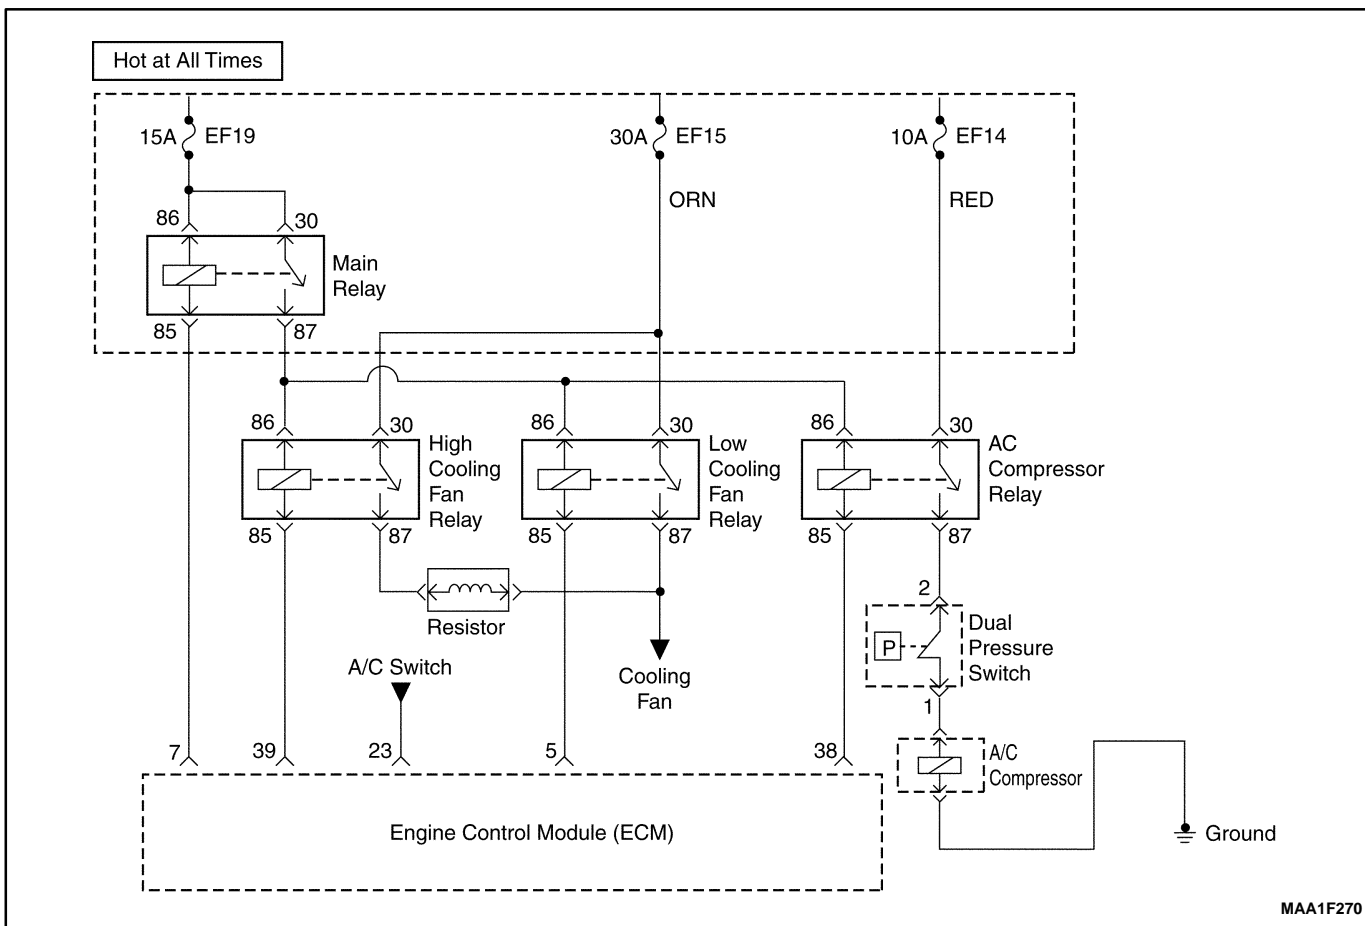 Hot at All Times
15A EF19
30A EF15
10A EF14
ORN
RED
86 30
Main
Relay
85 87
86 30
High
Cooling
Fan
Relay
85 87
86 30
Low
Cooling
Fan
Relay
85 87
86 30
AC
Compressor
Relay
85 87
Resistor
2
Dual
Pressure
Switch
P
1
A/C Switch
Cooling
Fan
7 39 23 5 38
A/C
Compressor
Engine Control Module (ECM)
Ground
MAA1F270